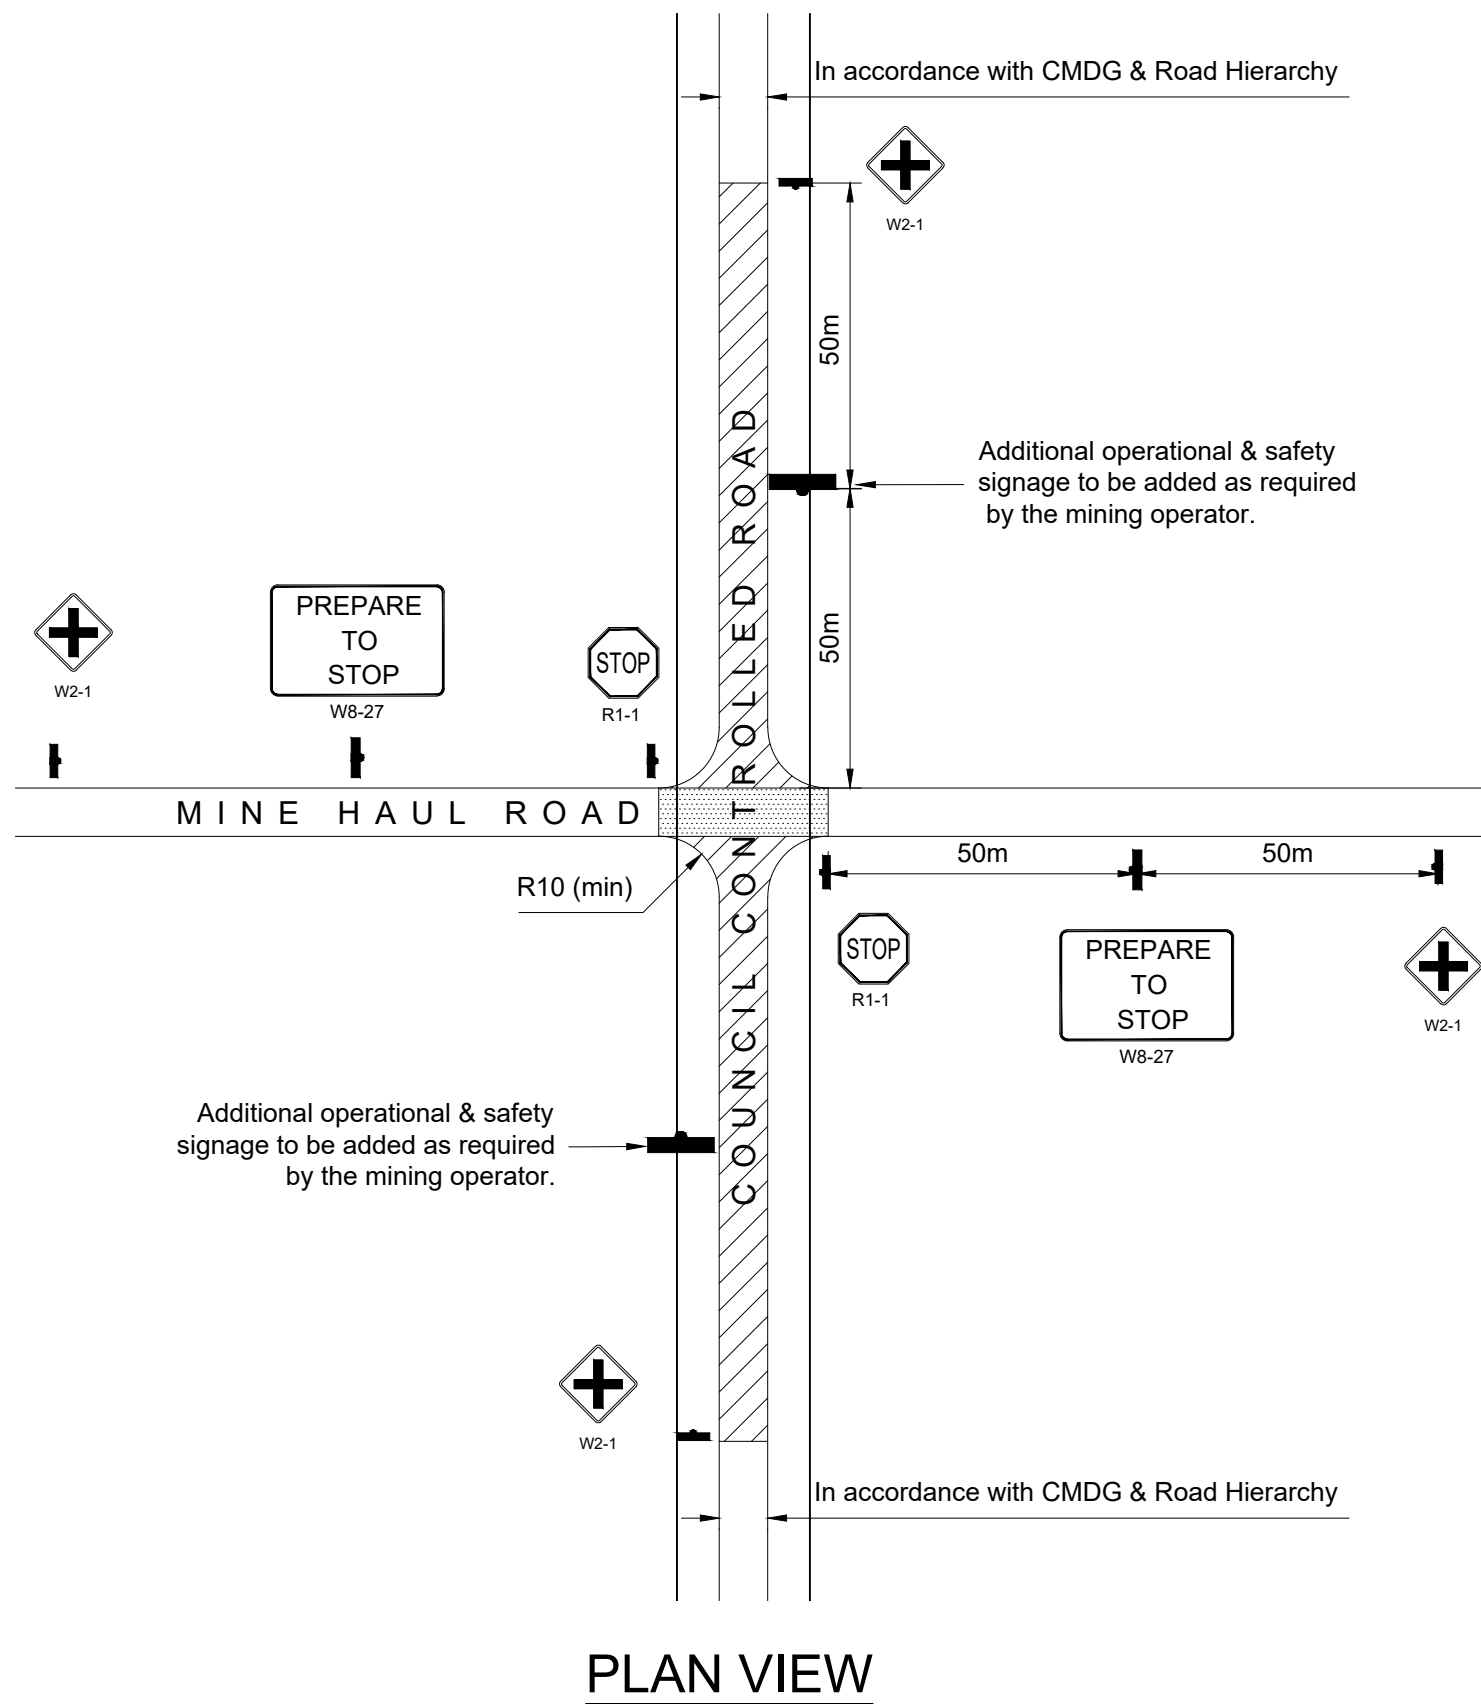 In accordance with CMDG & Road Hierarchy
W2-1
50m
Additional operational & safety
signage to be added as required
by the mining operator.
50m
W2-1
PREPARE
TO
STOP
W8-27
STOP
R1-1
MINE HAUL ROAD
COUNCIL CONTROLLED ROAD
R10 (min)
50m
50m
STOP
R1-1
PREPARE
TO
STOP
W8-27
W2-1
Additional operational & safety
signage to be added as required
by the mining operator.
W2-1
In accordance with CMDG & Road Hierarchy
PLAN VIEW